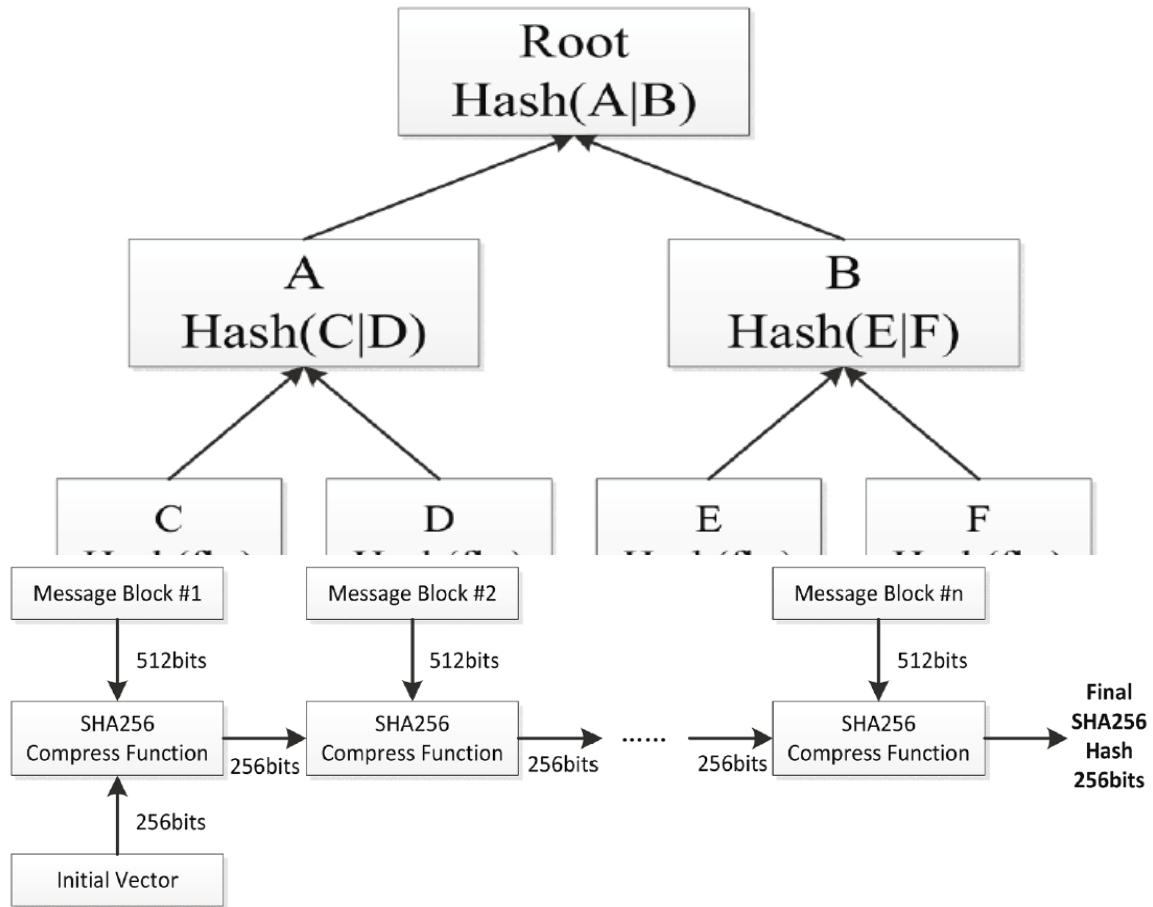 Root
Hash(A|B)
A
Hash(C|D)
B
Hash(E|F)
C
D
E
F
Message Block #1
Message Block #2
Message Block #n
512bits
512bits
512bits
SHA256
Compress Function
SHA256
Compress Function
SHA256
Compress Function
256bits
256bits
......
256bits
Final
SHA256
Hash
256bits
256bits
Initial Vector